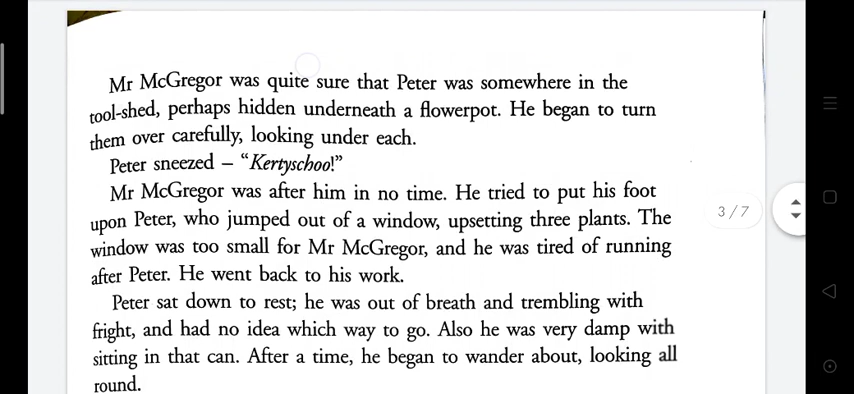 Mr McGregor was quite sure that Peter was somewhere in the
tool-shed, perhaps hidden underneath a flowerpot. He began to turn
them over carefully, looking under each.
Peter sneezed – “Kertyschoo!”
Mr McGregor was after him in no time. He tried to put his foot
upon Peter, who jumped out of a window, upsetting three plants. The
window was too small for Mr McGregor, and he was tired of running
after Peter. He went back to his work.
Peter sat down to rest; he was out of breath and trembling with
fright, and had no idea which way to go. Also he was very damp with
sitting in that can. After a time, he began to wander about, looking all
round.
3 / 7